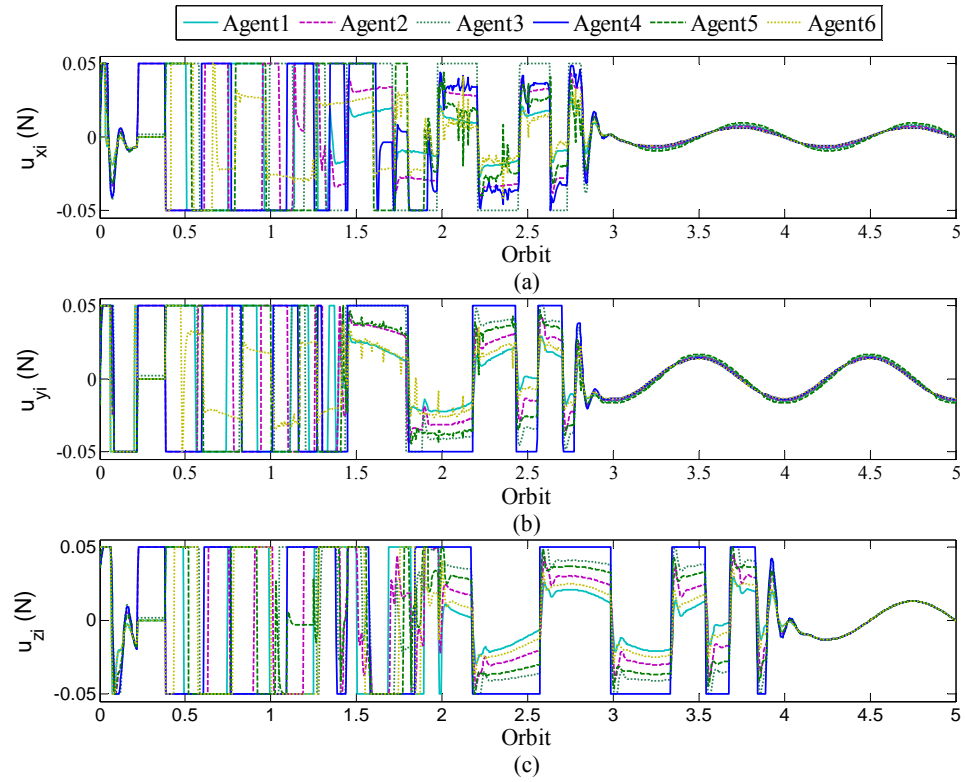 Agent1 Agent2 Agent3 Agent4 Agent5 Agent6
0.05
0
-0.05
u_xi (N)
0 0.5 1 1.5 2 2.5 3 3.5 4 4.5 5
Orbit
(a)
0.05
0
-0.05
u_yi (N)
0 0.5 1 1.5 2 2.5 3 3.5 4 4.5 5
Orbit
(b)
0.05
0
-0.05
u_zi (N)
0 0.5 1 1.5 2 2.5 3 3.5 4 4.5 5
Orbit
(c)